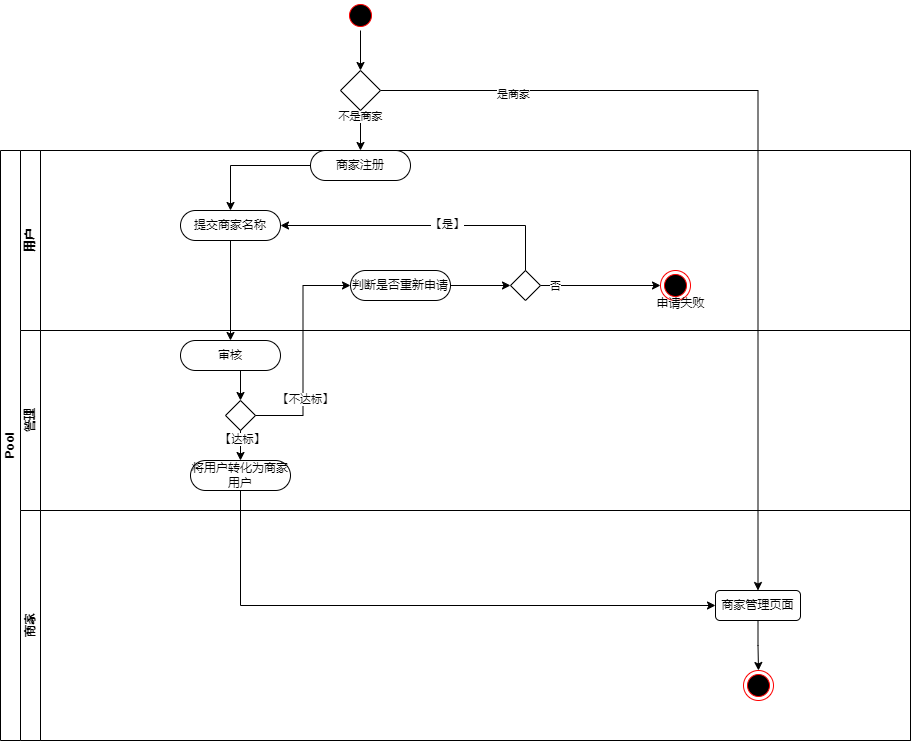 是商家
不是商家
商家注册
提交商家名称
【是】
用户
判断是否重新申请
否
申请失败
审核
【不达标】
管理
【达标】
Pool
将用户转化为商家
用户
商家管理页面
商家